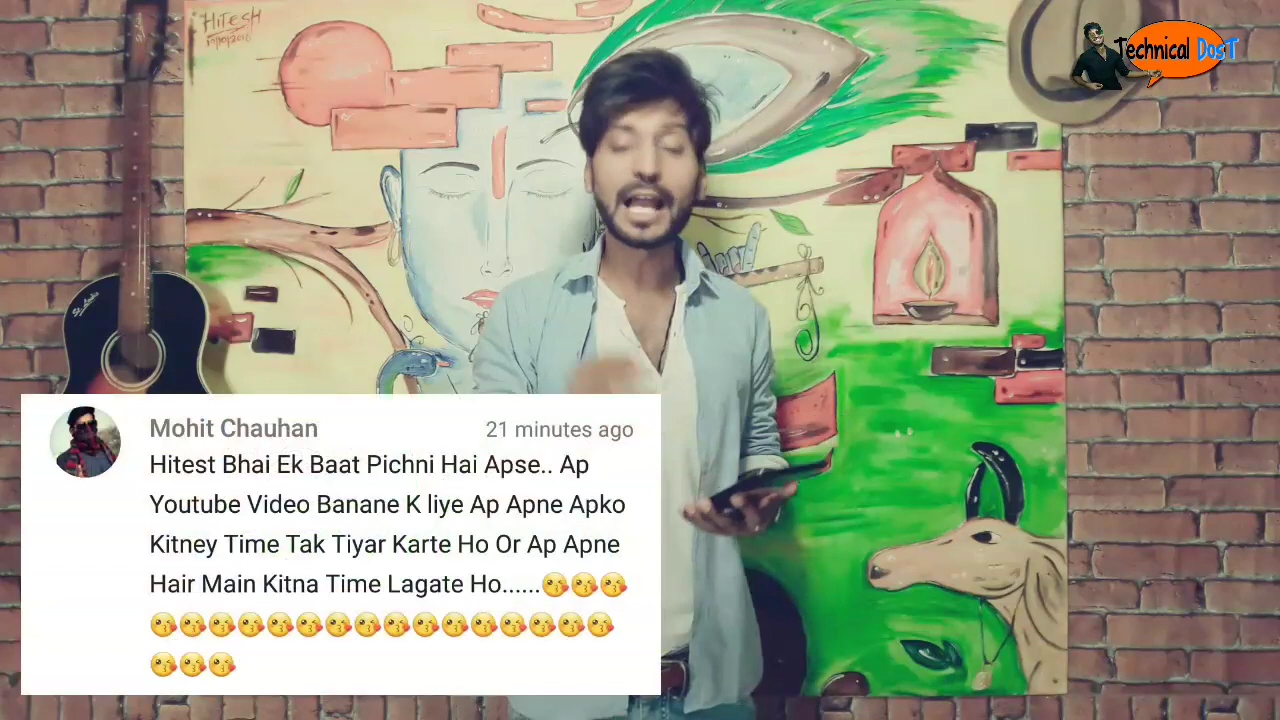 HITESH
Technical DosT
Mohit Chauhan 21 minutes ago
Hitest Bhai Ek Baat Pichni Hai Apse.. Ap
Youtube Video Banane K liye Ap Apne Apko
Kitney Time Tak Tiyar Karte Ho Or Ap Apne
Hair Main Kitna Time Lagate Ho......😘😘😘
😘😘😘😘😘😘😘😘😘😘😘😘😘😘😘😘
😘😘😘